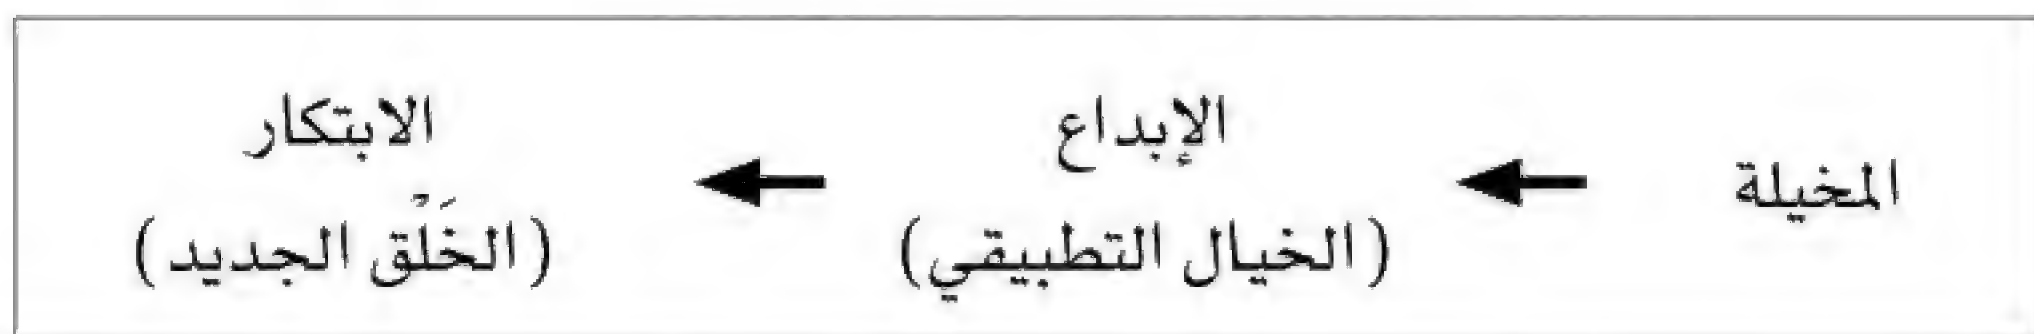 المخيلة
الإبداع
(الخيال التطبيقي)
الابتكار
(الخَلْق الجديد)